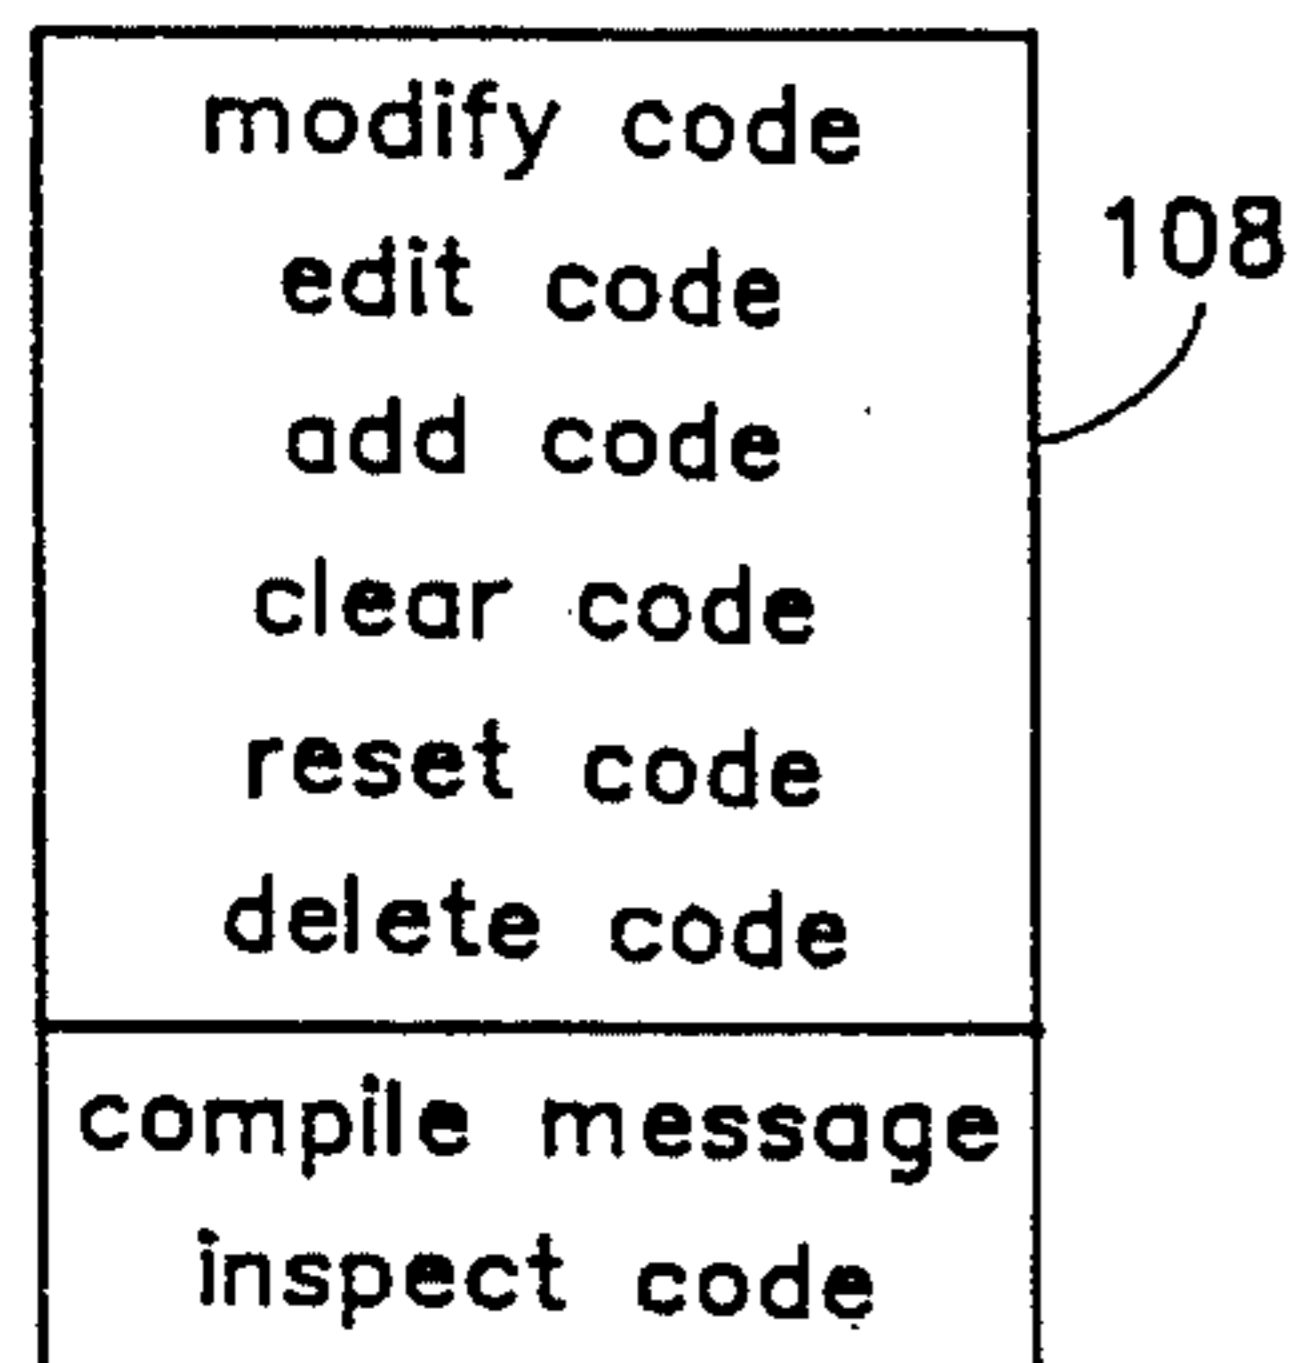 modify code
108
edit code
add code
clear code
reset code
delete code
compile message
inspect code